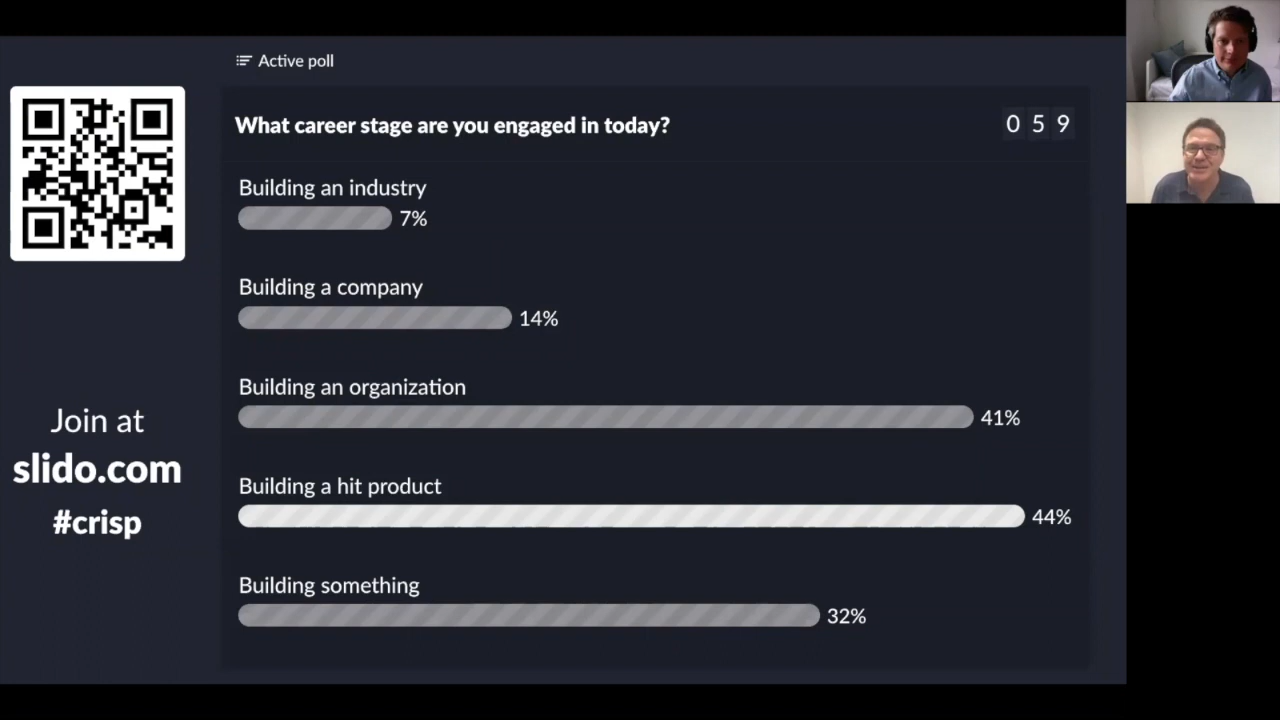 Active poll
What career stage are you engaged in today?
0 5 9
Building an industry
7%
Building a company
14%
Building an organization
41%
Building a hit product
44%
Building something
32%
Join at
slido.com
#crisp